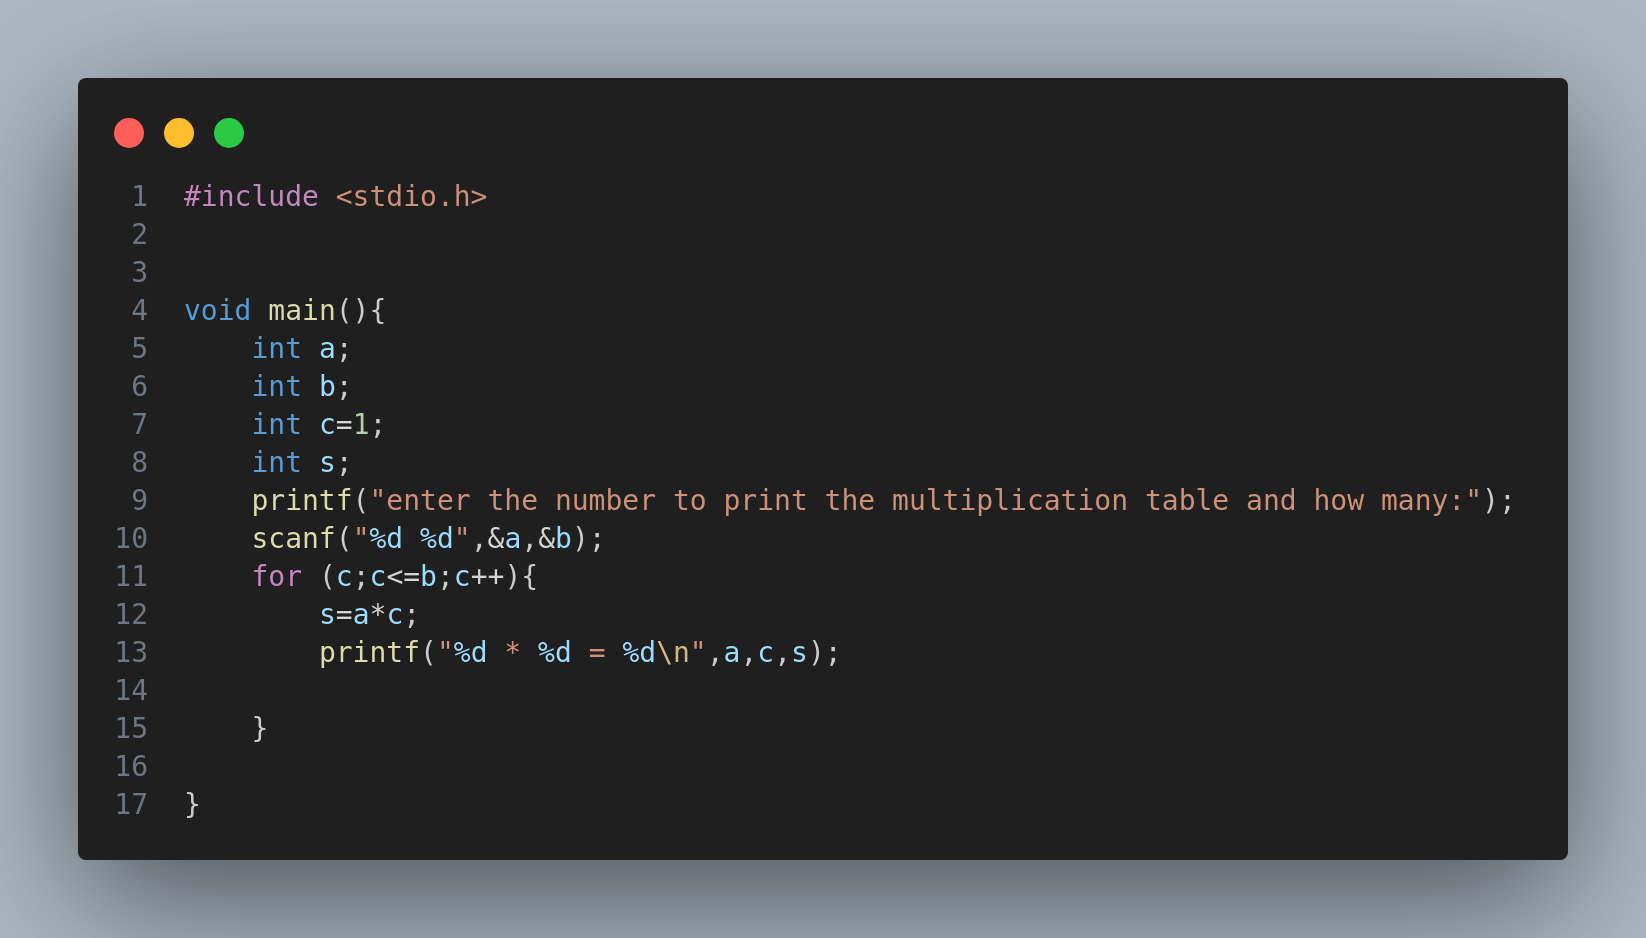 1 #include <stdio.h>
2
3
4 void main(){
5     int a;
6     int b;
7     int c=1;
8     int s;
9     printf("enter the number to print the multiplication table and how many:");
10     scanf("%d %d",&a,&b);
11     for (c;c<=b;c++){
12         s=a*c;
13         printf("%d * %d = %d\n",a,c,s);
14
15     }
16
17 }